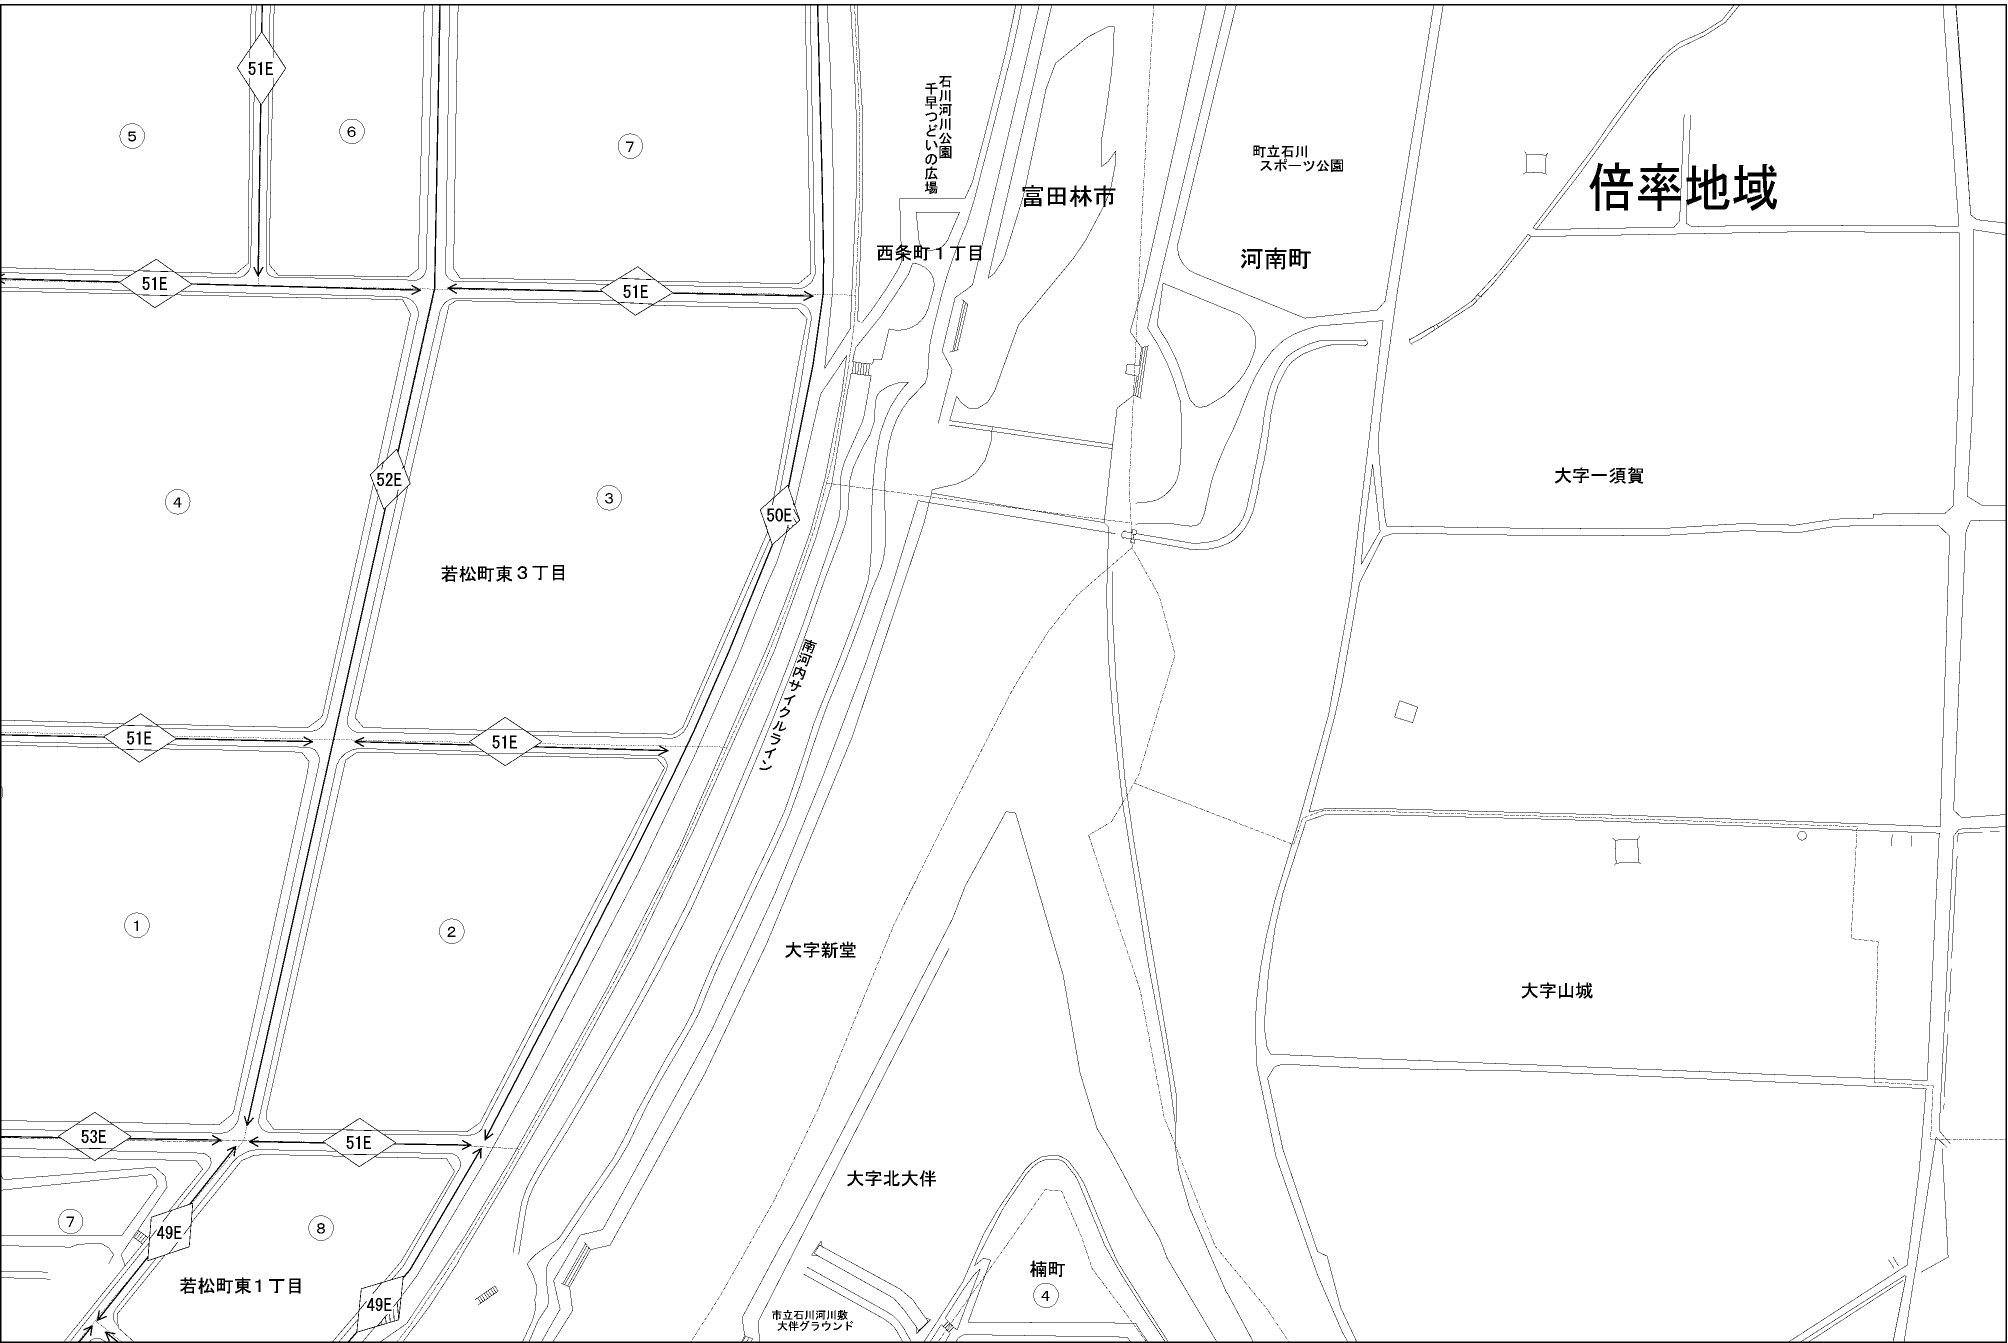 51E
⑤
⑥
⑦
石川河川公園
千早つどいの広場
富田林市
町立石川
スポーツ公園
倍率地域
西条町１丁目
河南町
51E
51E
52E
④
③
50E
大字一須賀
若松町東３丁目
南河内サイクルライン
51E
51E
①
②
大字新堂
大字山城
53E
51E
大字北大伴
⑦
49E
⑧
若松町東１丁目
49E
楠町
④
市立石川河川敷
大伴グラウンド